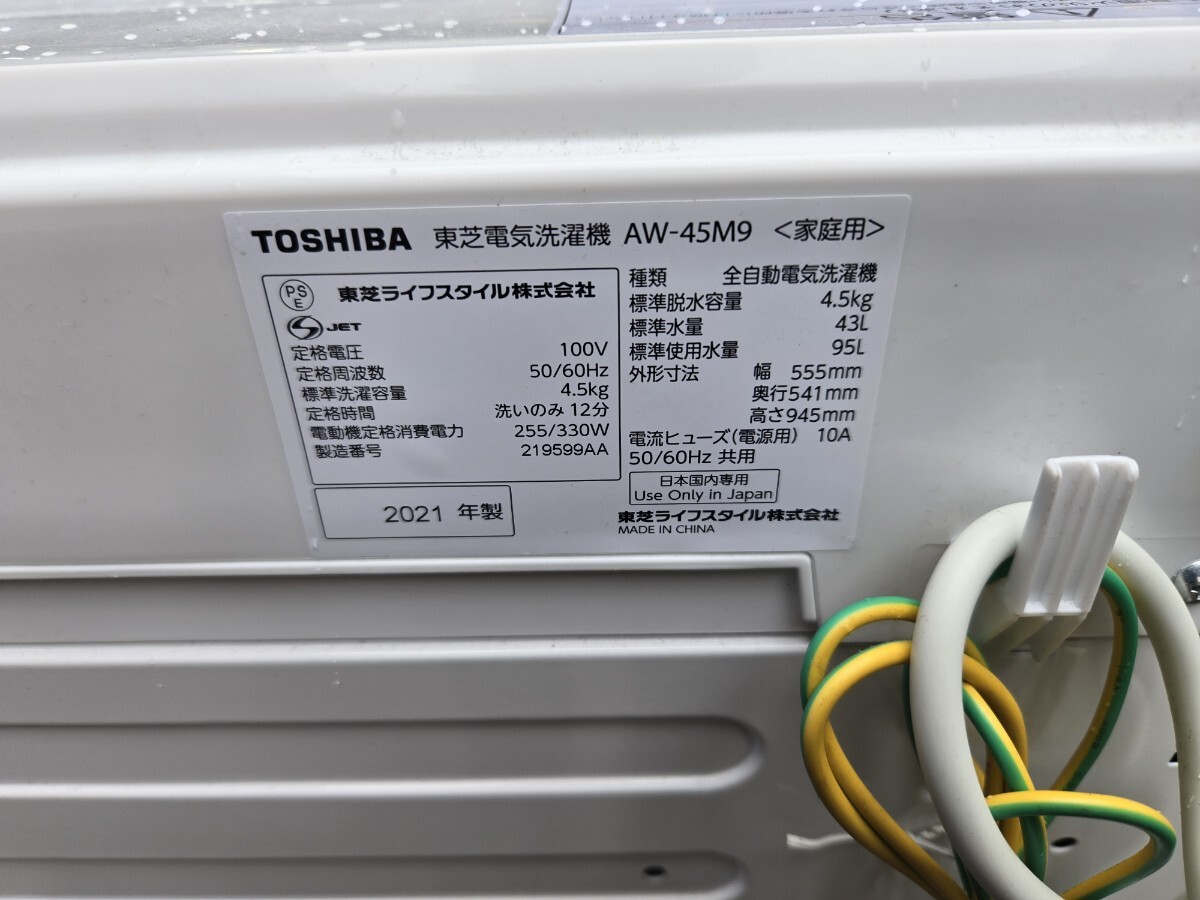 TOSHIBA 東芝電気洗濯機 AW-45M9 <家庭用>
PS
E
東芝ライフスタイル株式会社
S JET
定格電圧 100V
定格周波数 50/60Hz
標準洗濯容量 4.5kg
定格時間 洗いのみ 12分
電動機定格消費電力 255/330W
製造番号 219599AA
2021 年製
種類 全自動電気洗濯機
標準脱水容量 4.5kg
標準水量 43L
標準使用水量 95L
外形寸法 幅 555mm
奥行541mm
高さ945mm
電流ヒューズ(電源用) 10A
50/60Hz 共用
日本国内専用
Use Only in Japan
東芝ライフスタイル株式会社
MADE IN CHINA